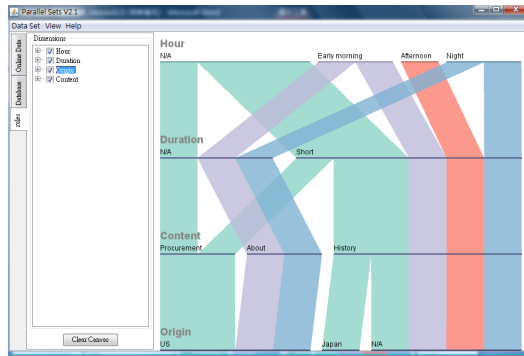 Parallel Sets V2.1
Data Set View Help
Online Data
Database
rules
Dimensions
Hour
Duration
Origin
Content
Clear Canvas
Hour
N/A Early morning Afternoon Night
Duration
N/A Short
Content
Procurement About History
Origin
US Japan N/A